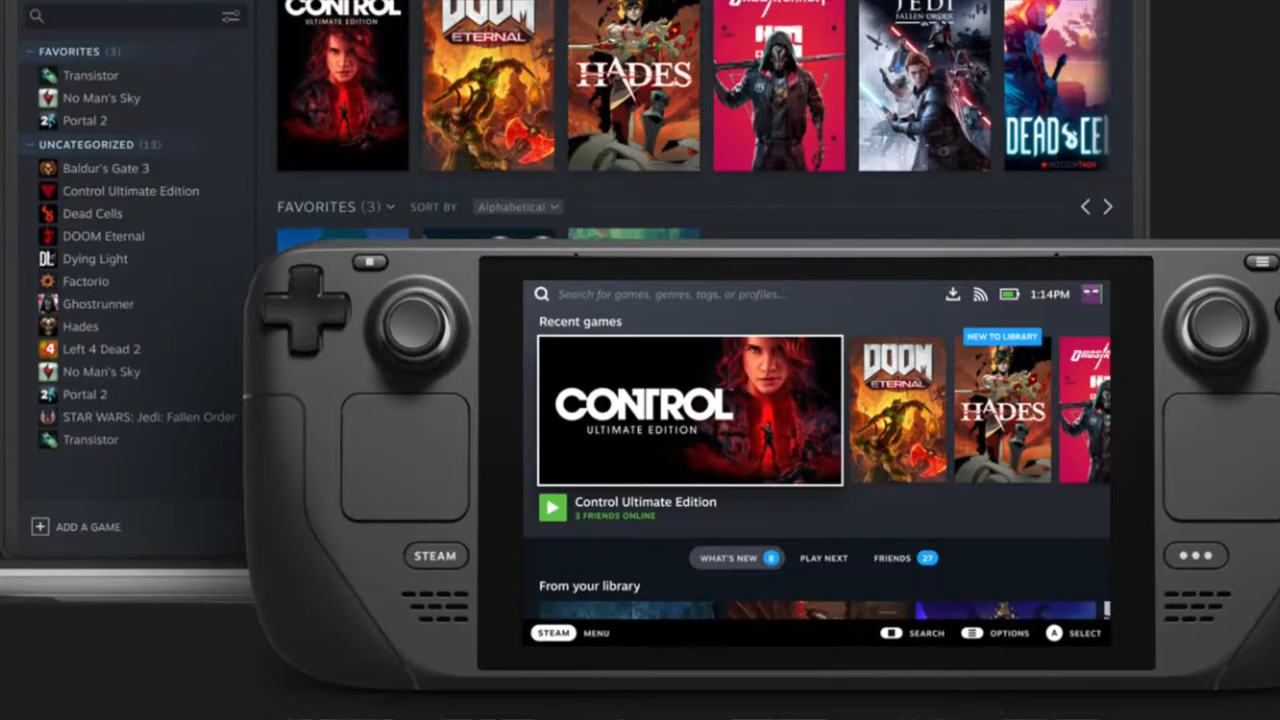 FAVORITES (3)
Transistor
No Man's Sky
Portal 2
UNCATEGORIZED (13)
Baldur's Gate 3
Control Ultimate Edition
Dead Cells
DOOM Eternal
Dying Light
Factorio
Ghostrunner
Hades
Left 4 Dead 2
No Man's Sky
Portal 2
STAR WARS: Jedi: Fallen Order
Transistor
ADD A GAME
CONTROL
ULTIMATE EDITION
DOOM
ETERNAL
HADES
JEDI
FALLEN ORDER
DEAD CEL
FAVORITES (3)
SORT BY
Alphabetical
Search for games, genres, tags, or profiles...
1:14PM
Recent games
CONTROL
ULTIMATE EDITION
DOOM
ETERNAL
NEW TO LIBRARY
HADES
Control Ultimate Edition
3 FRIENDS ONLINE
WHAT'S NEW
PLAY NEXT
FRIENDS 27
From your library
STEAM MENU
SEARCH
OPTIONS
A SELECT
STEAM